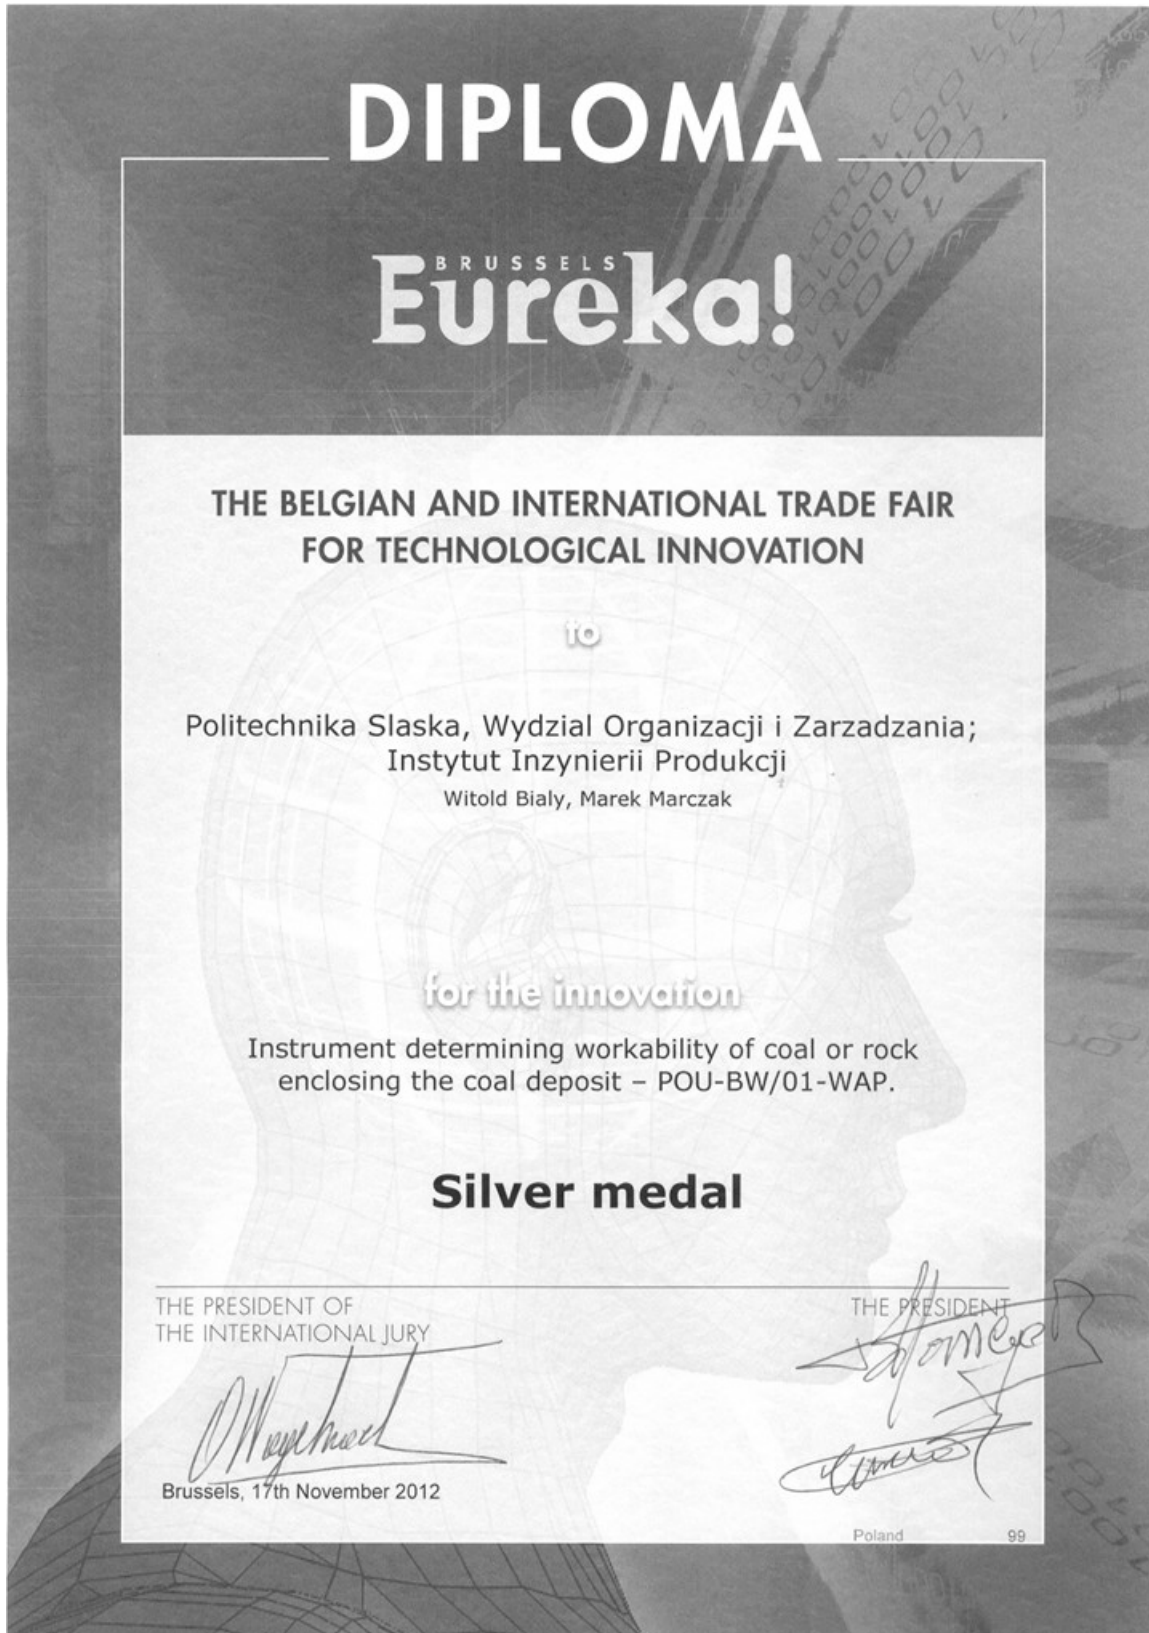 DIPLOMA
BRUSSELS
Eureka!
THE BELGIAN AND INTERNATIONAL TRADE FAIR
FOR TECHNOLOGICAL INNOVATION
to
Politechnika Slaska, Wydzial Organizacji i Zarzadzania;
Instytut Inzynierii Produkcji
Witold Bialy, Marek Marczak
for the innovation
Instrument determining workability of coal or rock
enclosing the coal deposit – POU-BW/01-WAP.
Silver medal
THE PRESIDENT OF
THE INTERNATIONAL JURY
THE PRESIDENT
Brussels, 17th November 2012
Poland 99